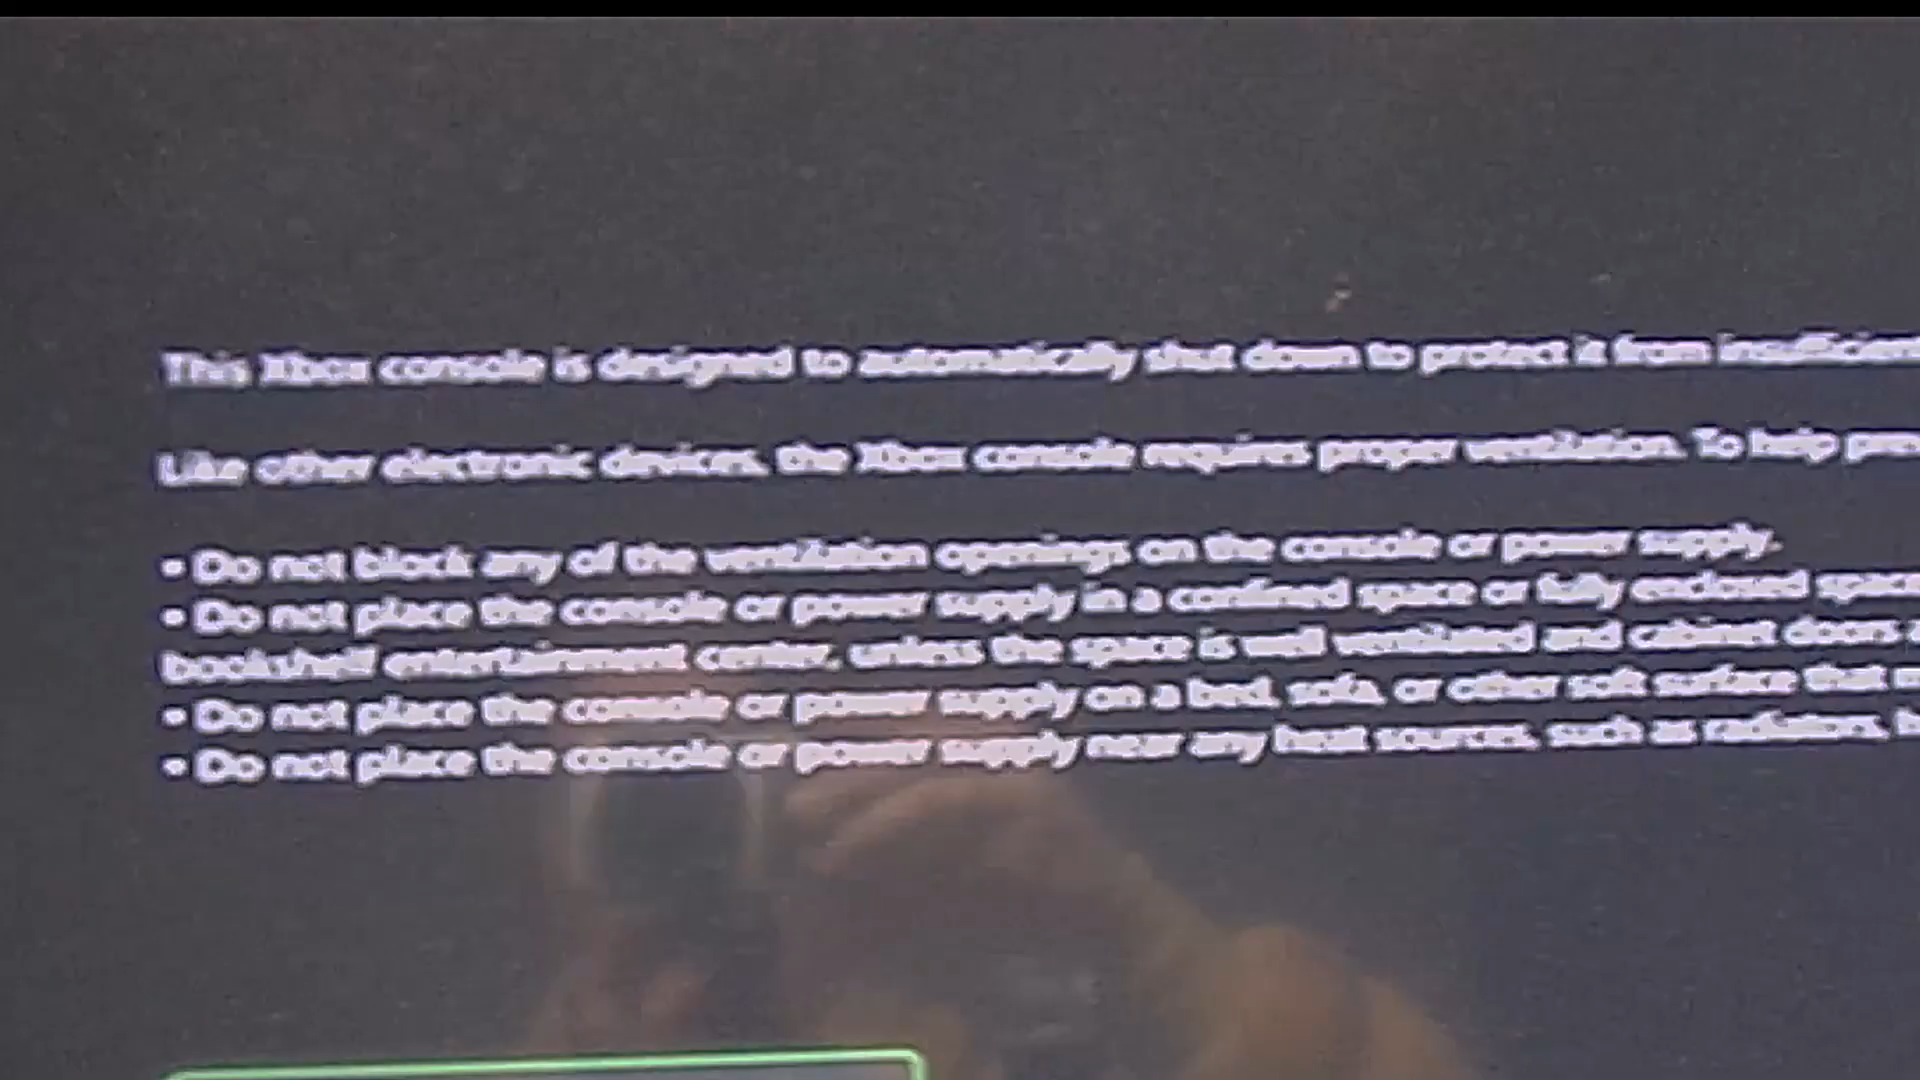 This Xbox console is designed to automatically shut down to protect it from insufficient
Like other electronic devices, the Xbox console requires proper ventilation. To help
• Do not block any of the ventilation openings on the console or power supply.
• Do not place the console or power supply in a confined space or fully enclosed space
bookshelf entertainment center, unless the space is well ventilated and cabinet doors
• Do not place the console or power supply on a bed, sofa, or other soft surface that
• Do not place the console or power supply near any heat sources, such as radiators,